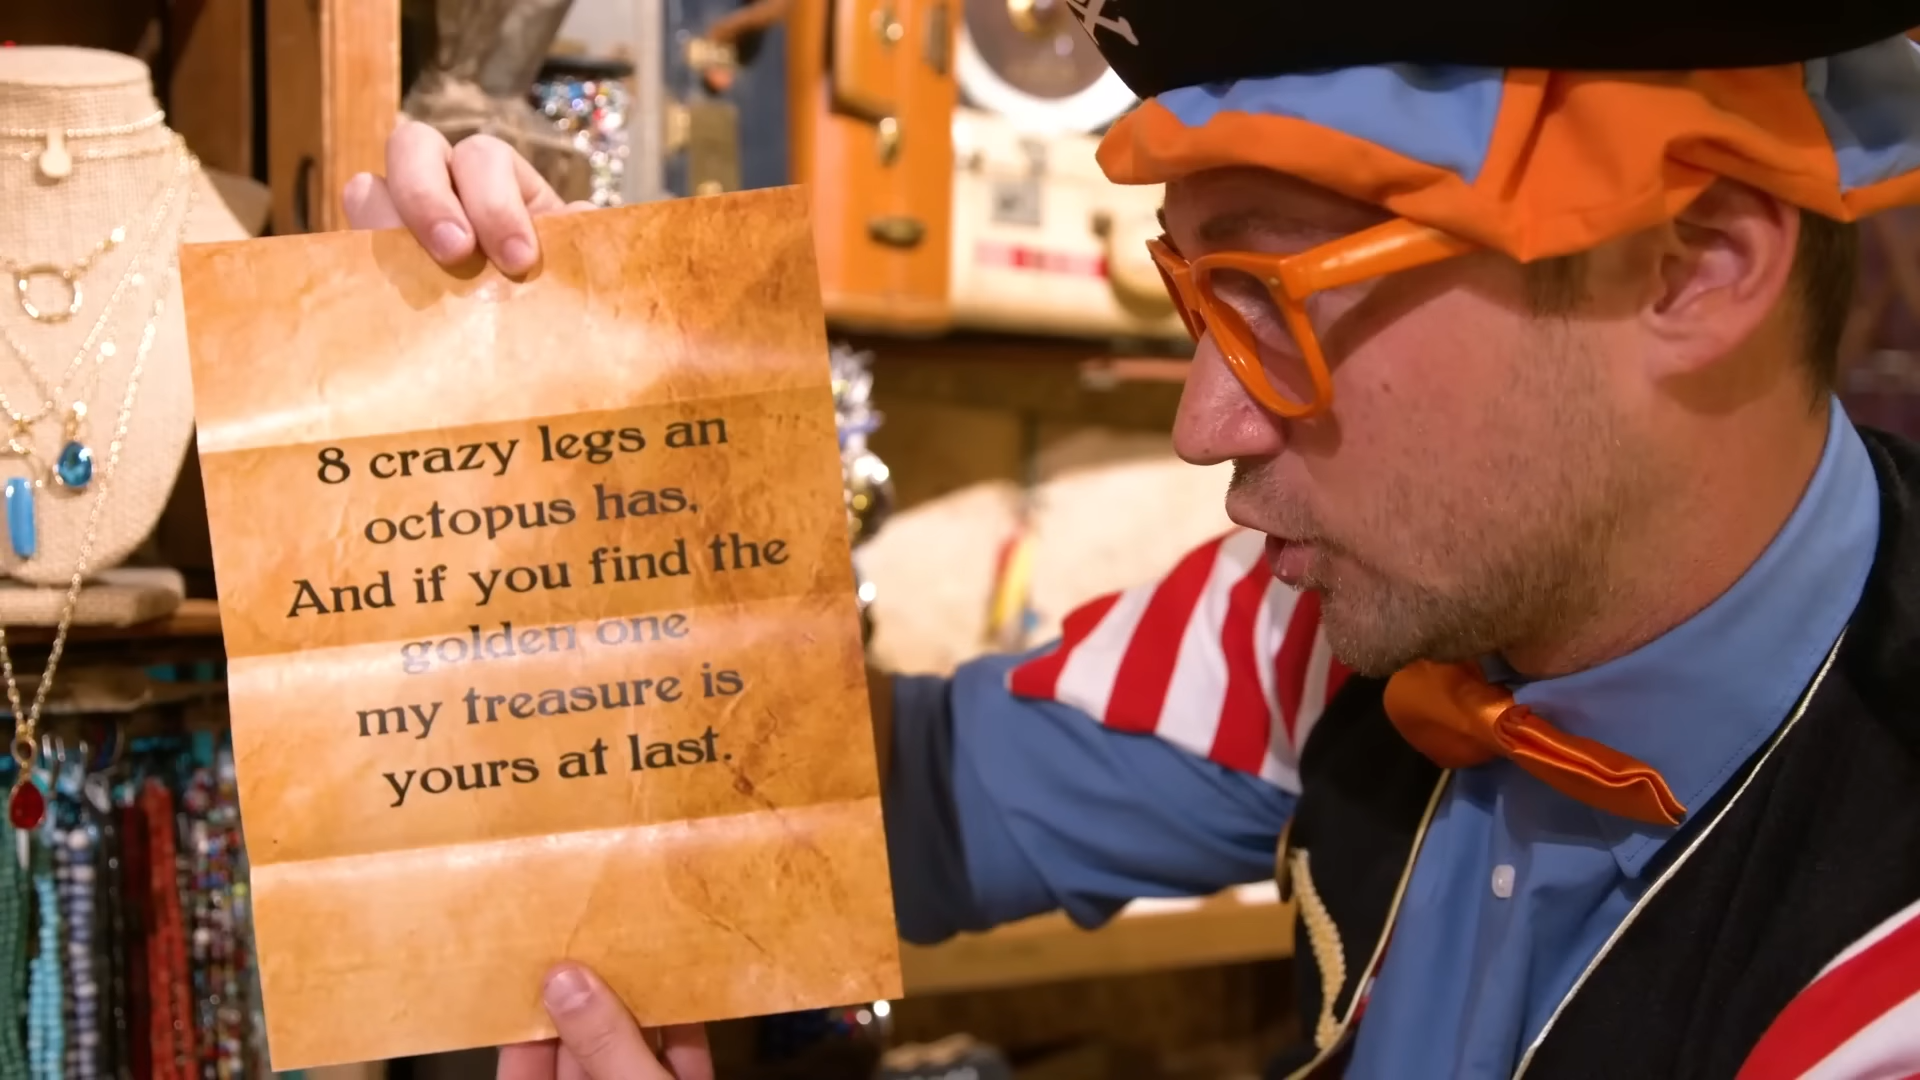 8 crazy legs an
octopus has,
And if you find the
golden one
my treasure is
yours at last.